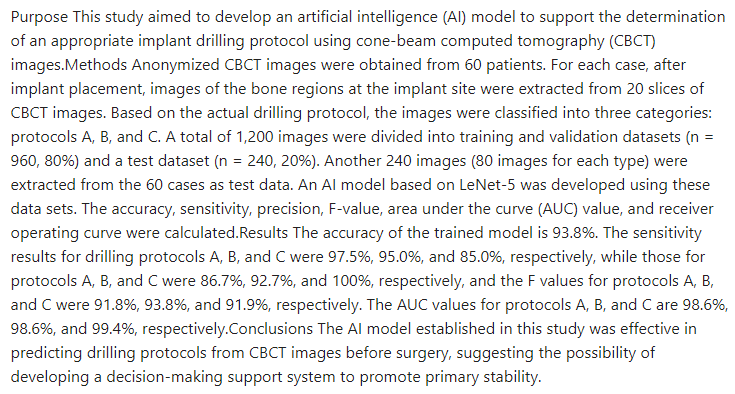 Purpose This study aimed to develop an artificial intelligence (AI) model to support the determination
of an appropriate implant drilling protocol using cone-beam computed tomography (CBCT)
images.Methods Anonymized CBCT images were obtained from 60 patients. For each case, after
implant placement, images of the bone regions at the implant site were extracted from 20 slices of
CBCT images. Based on the actual drilling protocol, the images were classified into three categories:
protocols A, B, and C. A total of 1,200 images were divided into training and validation datasets (n =
960, 80%) and a test dataset (n = 240, 20%). Another 240 images (80 images for each type) were
extracted from the 60 cases as test data. An AI model based on LeNet-5 was developed using these
data sets. The accuracy, sensitivity, precision, F-value, area under the curve (AUC) value, and receiver
operating curve were calculated.Results The accuracy of the trained model is 93.8%. The sensitivity
results for drilling protocols A, B, and C were 97.5%, 95.0%, and 85.0%, respectively, while those for
protocols A, B, and C were 86.7%, 92.7%, and 100%, respectively, and the F values for protocols A, B,
and C were 91.8%, 93.8%, and 91.9%, respectively. The AUC values for protocols A, B, and C are 98.6%,
98.6%, and 99.4%, respectively.Conclusions The AI model established in this study was effective in
predicting drilling protocols from CBCT images before surgery, suggesting the possibility of
developing a decision-making support system to promote primary stability.